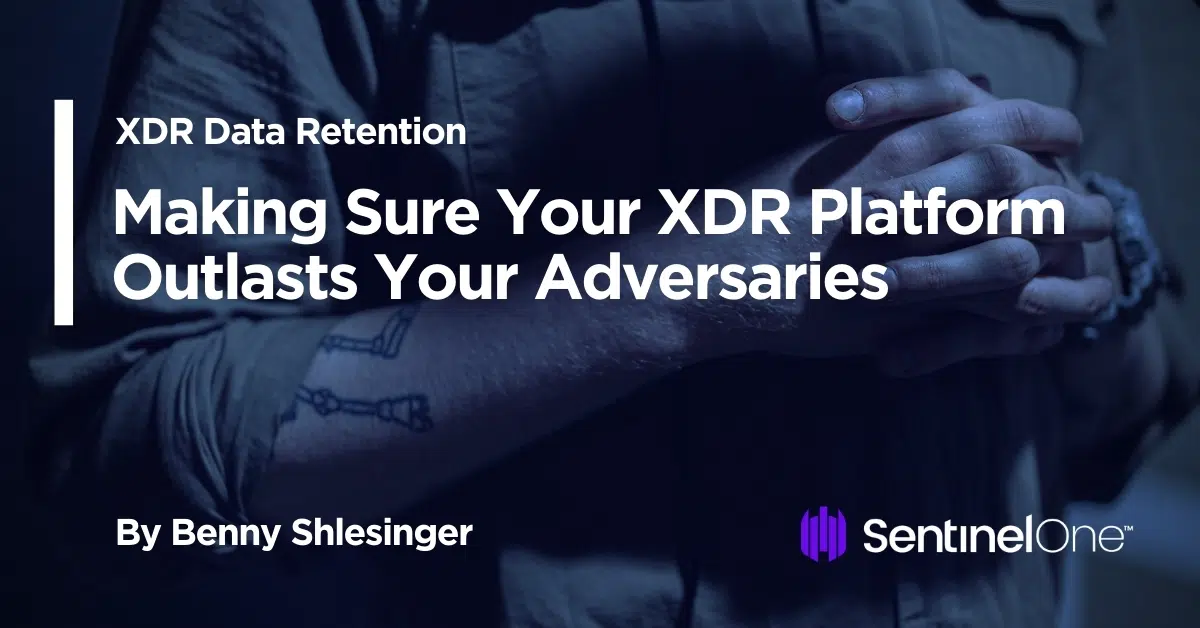 XDR Data Retention
Making Sure Your XDR Platform
Outlasts Your Adversaries
By Benny Shlesinger
SentinelOne™